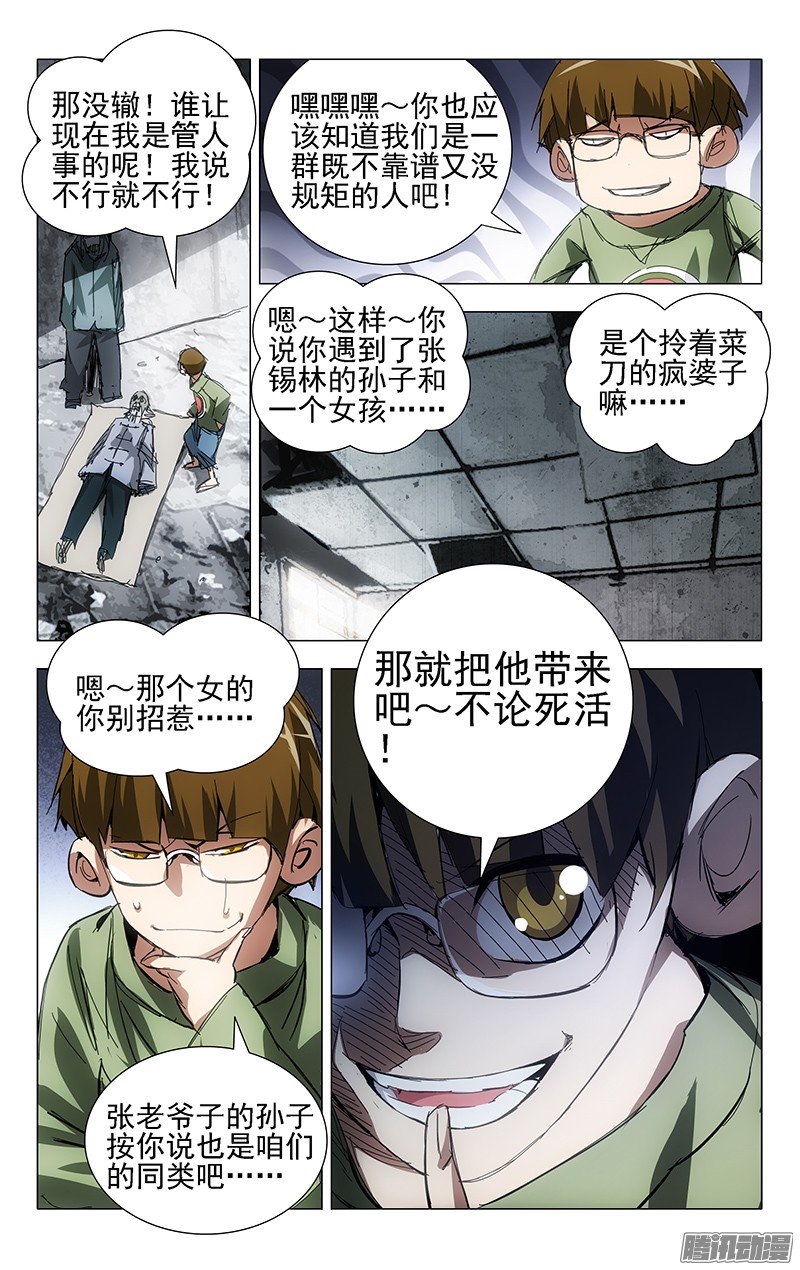 那没辙！谁让
现在我是管人
事的呢！我说
不行就不行！
嘿嘿嘿～你也应
该知道我们是一
群既不靠谱又没
规矩的人吧！
嗯～这样～你
说你遇到了张
锡林的孙子和
一个女孩……
是个拎着菜
刀的疯婆子
嘛……
嗯～那个女的
你别招惹……
张老爷子的孙子
按你说也是咱们
的同类吧……
那就把他带来
吧～不论死活
！
腾讯动漫